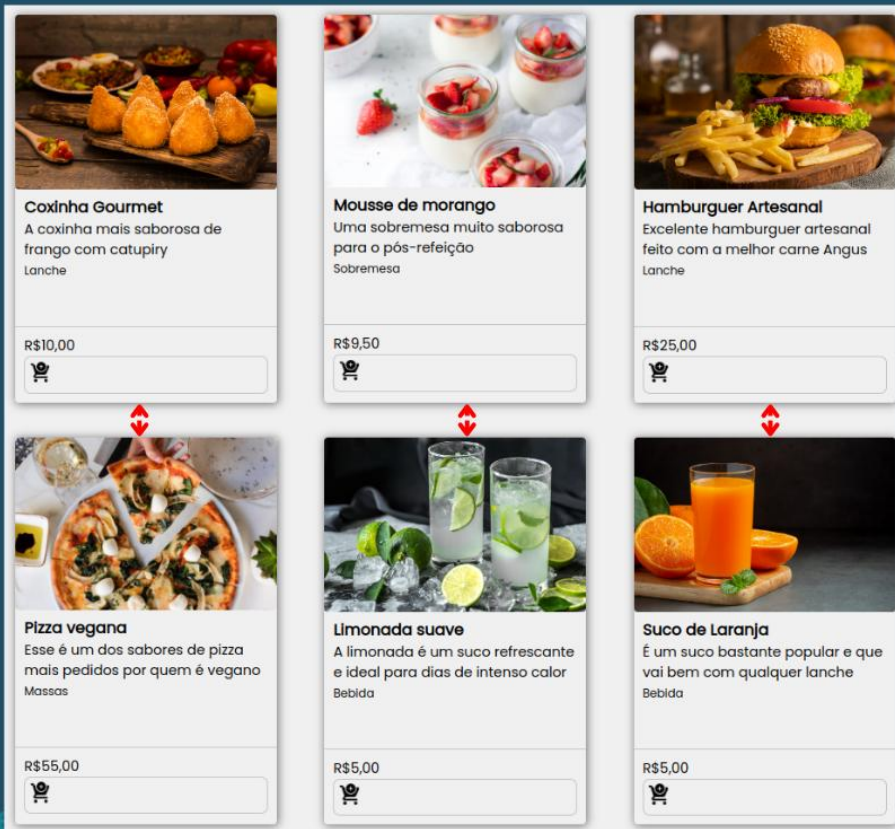 Coxinha Gourmet
A coxinha mais saborosa de
frango com catupiry
Lanche
R$10,00
Mousse de morango
Uma sobremesa muito saborosa
para o pós-refeição
Sobremesa
R$9,50
Hamburguer Artesanal
Excelente hamburguer artesanal
feito com a melhor carne Angus
Lanche
R$25,00
Pizza vegana
Esse é um dos sabores de pizza
mais pedidos por quem é vegano
Massas
R$55,00
Limonada suave
A limonada é um suco refrescante
e ideal para dias de intenso calor
Bebida
R$5,00
Suco de Laranja
É um suco bastante popular e que
vai bem com qualquer lanche
Bebida
R$5,00